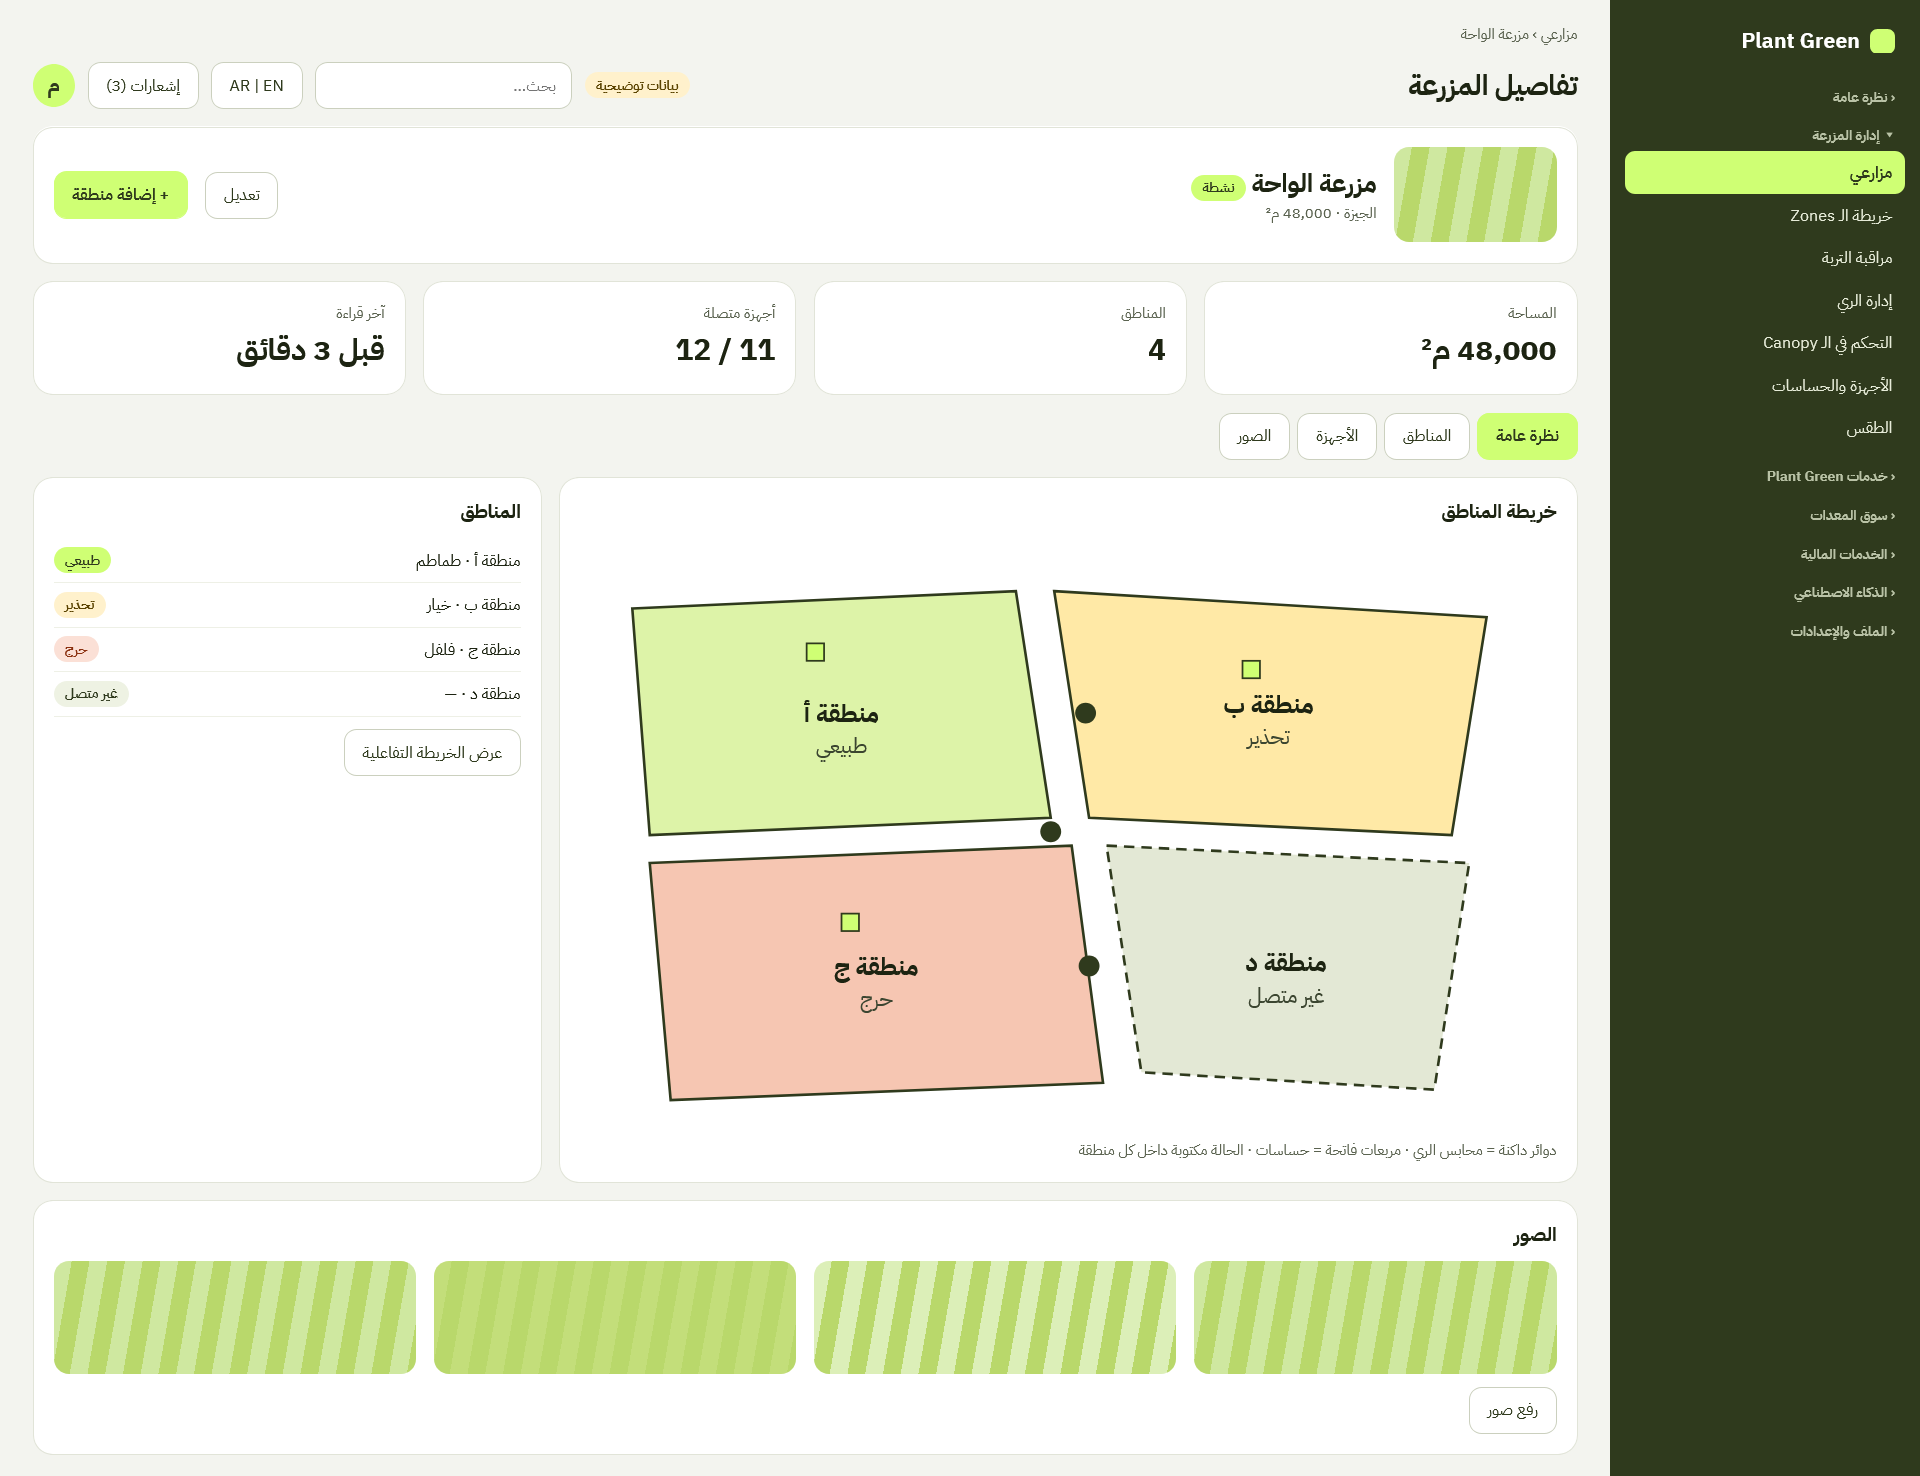 Plant Green
‹ نظرة عامة
▾ إدارة المزرعة
مزارعي
خريطة الـ Zones
مراقبة التربة
إدارة الري
التحكم في الـ Canopy
الأجهزة والحساسات
الطقس
‹ خدمات Plant Green
‹ سوق المعدات
‹ الخدمات المالية
‹ الذكاء الاصطناعي
‹ الملف والإعدادات
مزارعي › مزرعة الواحة
تفاصيل المزرعة
بيانات توضيحية
بحث...
AR | EN
إشعارات (3)
م
مزرعة الواحة نشطة
الجيزة · 48,000 م²
تعديل
+ إضافة منطقة
المساحة
48,000 م²
المناطق
4
أجهزة متصلة
11 / 12
آخر قراءة
قبل 3 دقائق
نظرة عامة
المناطق
الأجهزة
الصور
خريطة المناطق
منطقة ب
تحذير
منطقة أ
طبيعي
منطقة د
غير متصل
منطقة ج
حرج
دوائر داكنة = محابس الري · مربعات فاتحة = حساسات · الحالة مكتوبة داخل كل منطقة
المناطق
منطقة أ · طماطم طبيعي
منطقة ب · خيار تحذير
منطقة ج · فلفل حرج
منطقة د · — غير متصل
عرض الخريطة التفاعلية
الصور
رفع صور